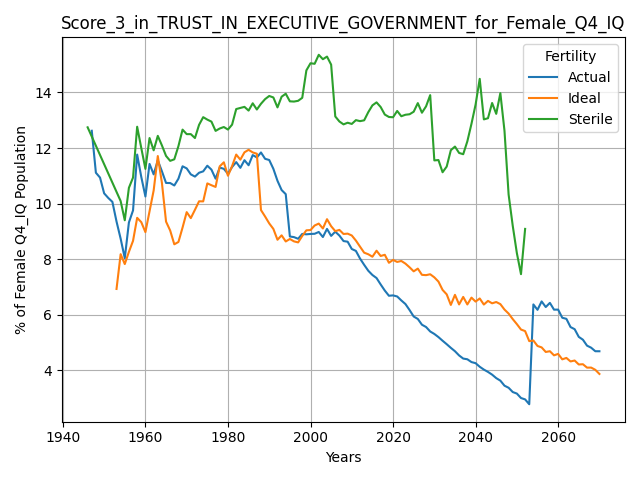 Score_3_in_TRUST_IN_EXECUTIVE_GOVERNMENT_for_Female_Q4_IQ
Fertility
Actual
Ideal
Sterile
% of Female Q4_IQ Population
14
12
10
8
6
4
1940 1960 1980 2000 2020 2040 2060
Years